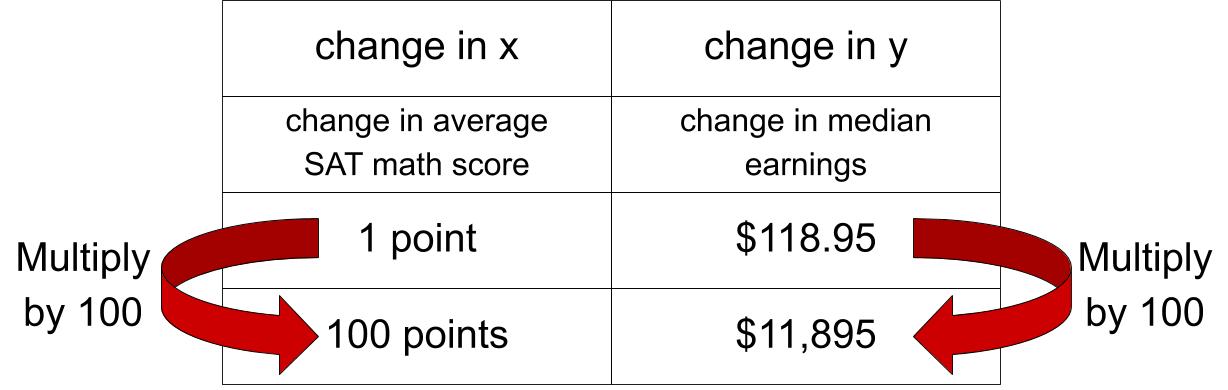 change in x
change in y
change in average
SAT math score
change in median
earnings
1 point
$118.95
Multiply
by 100
Multiply
by 100
100 points
$11,895